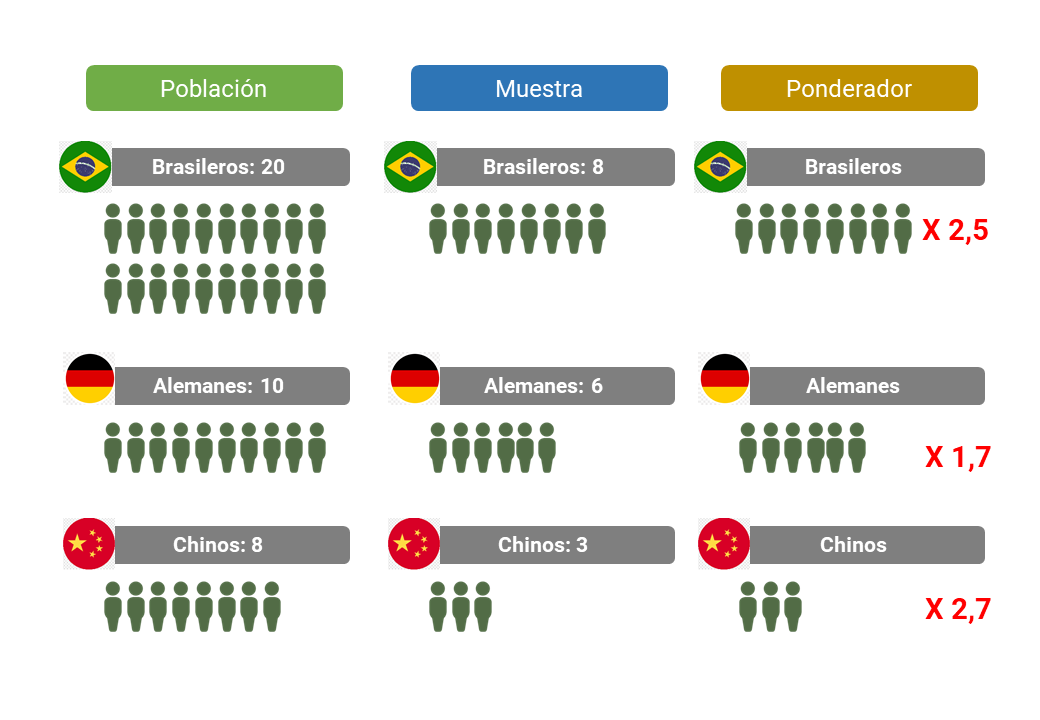 Población
Muestra
Ponderador
Brasileros: 20
Brasileros: 8
Brasileros
X 2,5
Alemanes: 10
Alemanes: 6
Alemanes
X 1,7
Chinos: 8
Chinos: 3
Chinos
X 2,7